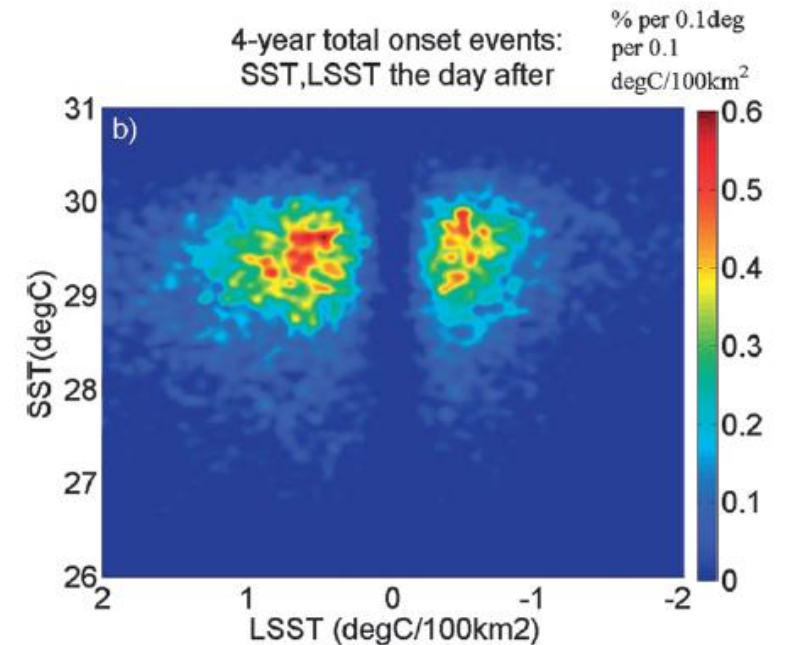 4-year total onset events:
SST,LSST the day after
% per 0.1deg
per 0.1
degC/100km²
b)
31
30
29
28
27
26
SST(degC)
2
1
0
-1
-2
LSST (degC/100km2)
0.6
0.5
0.4
0.3
0.2
0.1
0